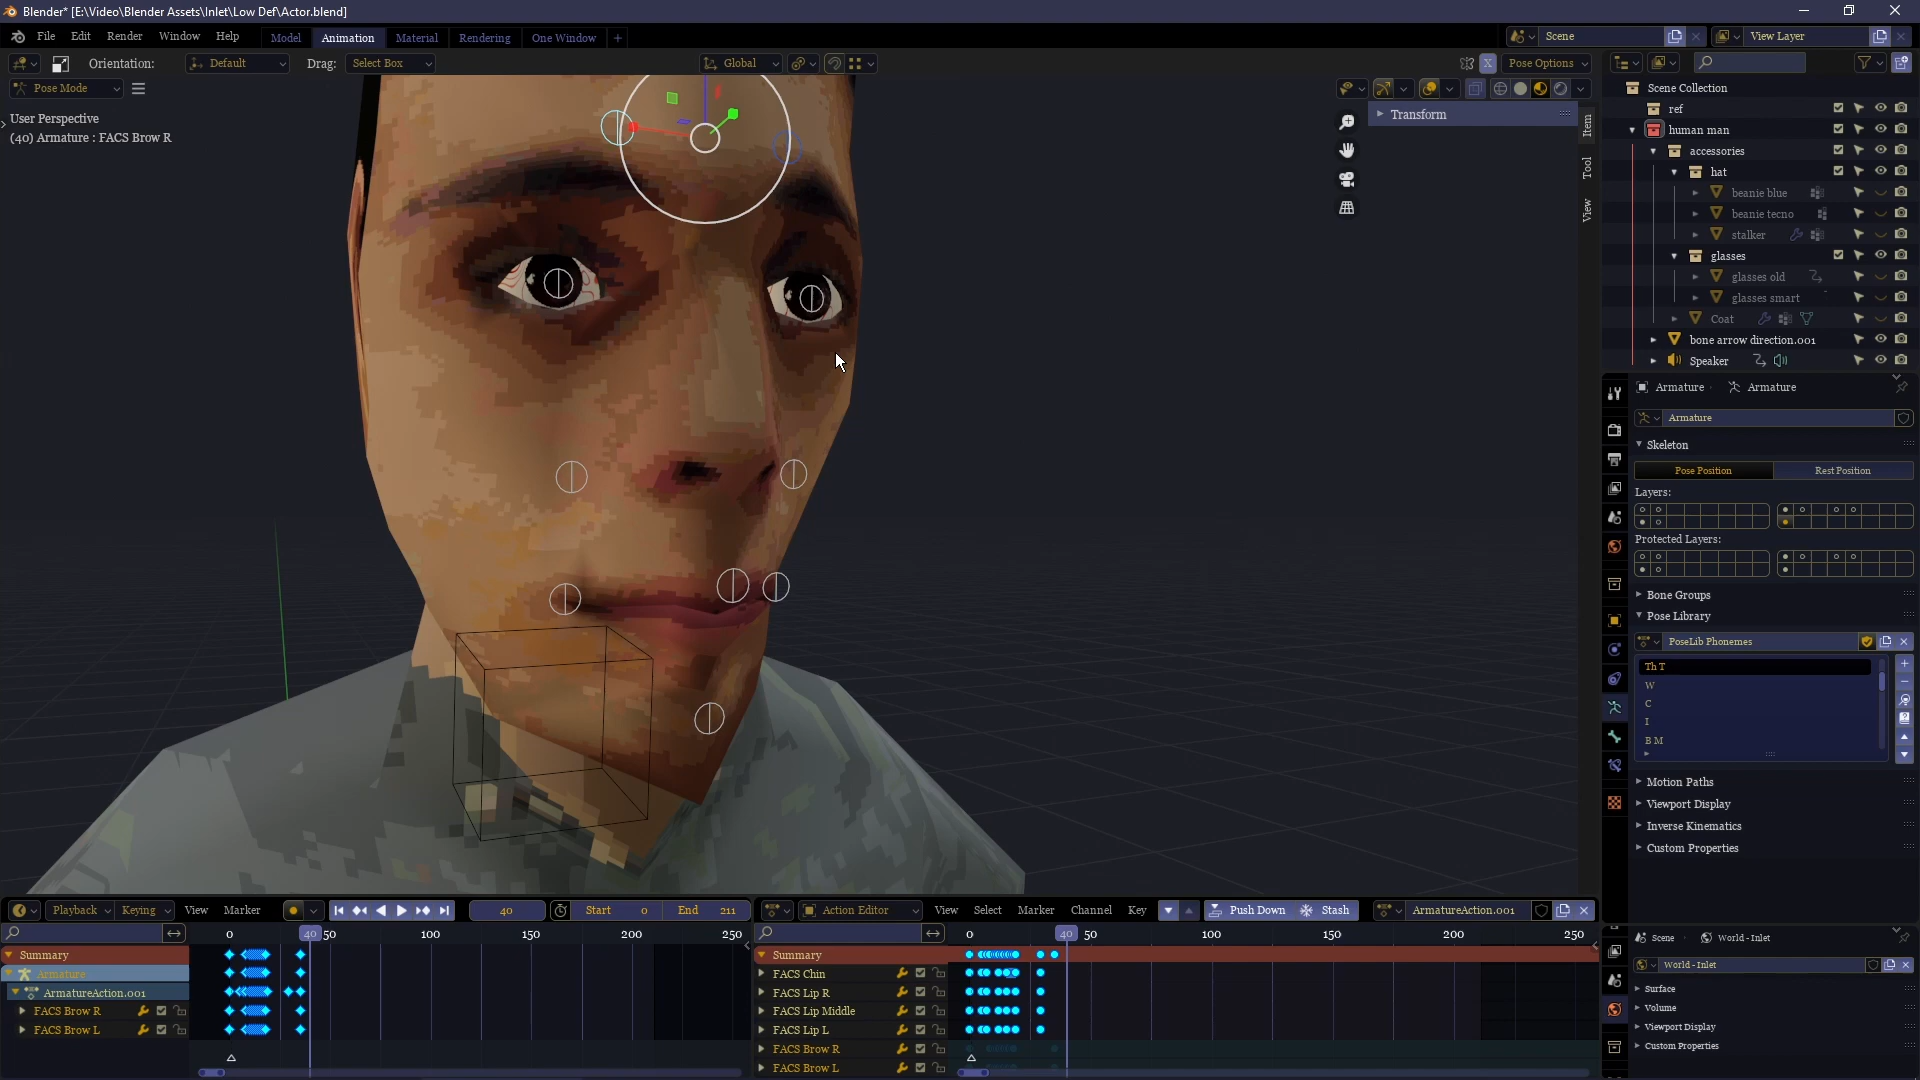 Blender* [E:\Video\Blender Assets\Inlet\Low Def\Actor.blend]
File Edit Render Window Help Model Animation Material Rendering One Window + Scene View Layer
Orientation: Default Drag: Select Box Global X Pose Options
Pose Mode
User Perspective
(40) Armature : FACS Brow R
Transform
Item
Tool
View
Scene Collection
ref
human man
accessories
hat
beanie blue
beanie tecno
stalker
glasses
glasses old
glasses smart
Coat
bone arrow direction.001
Speaker
Armature Armature
Armature
Skeleton
Pose Position Rest Position
Layers:
Protected Layers:
Bone Groups
Pose Library
PoseLib Phonemes
Th T
W
C
I
B M
Motion Paths
Viewport Display
Inverse Kinematics
Custom Properties
Playback Keying View Marker 40 Start 0 End 211
0 40 50 100 150 200 250
Summary
Armature
ArmatureAction.001
FACS Brow R
FACS Brow L
Action Editor View Select Marker Channel Key Push Down Stash ArmatureAction.001
0 40 50 100 150 200 250
Summary
FACS Chin
FACS Lip R
FACS Lip Middle
FACS Lip L
FACS Brow R
FACS Brow L
Scene World - Inlet
World - Inlet
Surface
Volume
Viewport Display
Custom Properties